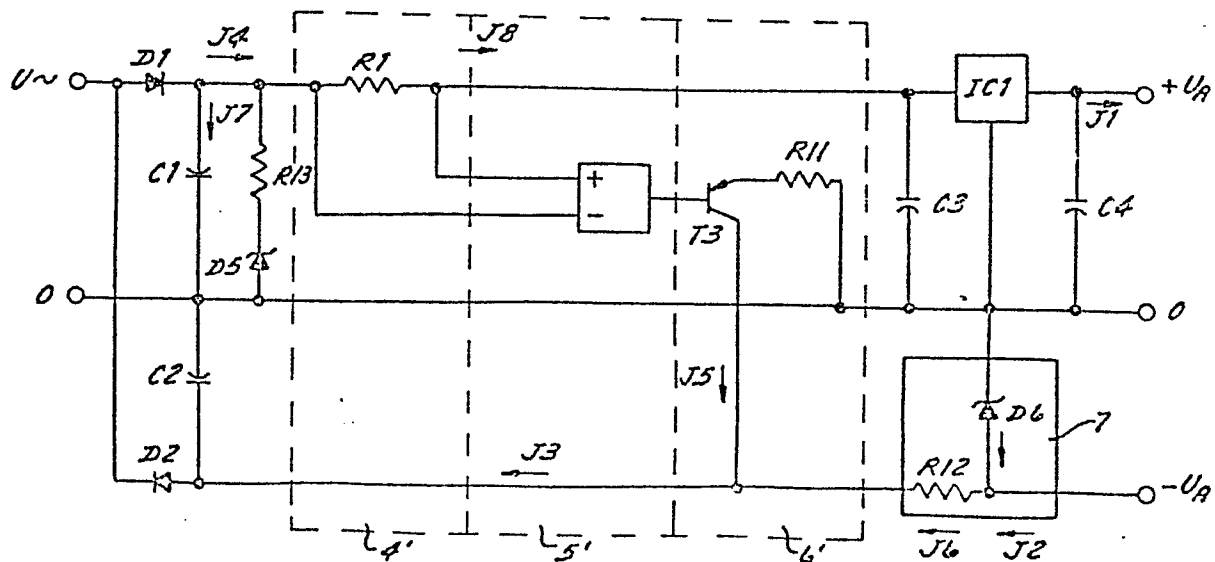 J4
J8
D1
R1
U~
IC1
+UA
J7
J1
R11
C1
R13
+
-
C3
C4
T3
D5
0
0
C2
J5
D6
7
D2
J3
R12
-UA
4'
5'
6'
J6
J2